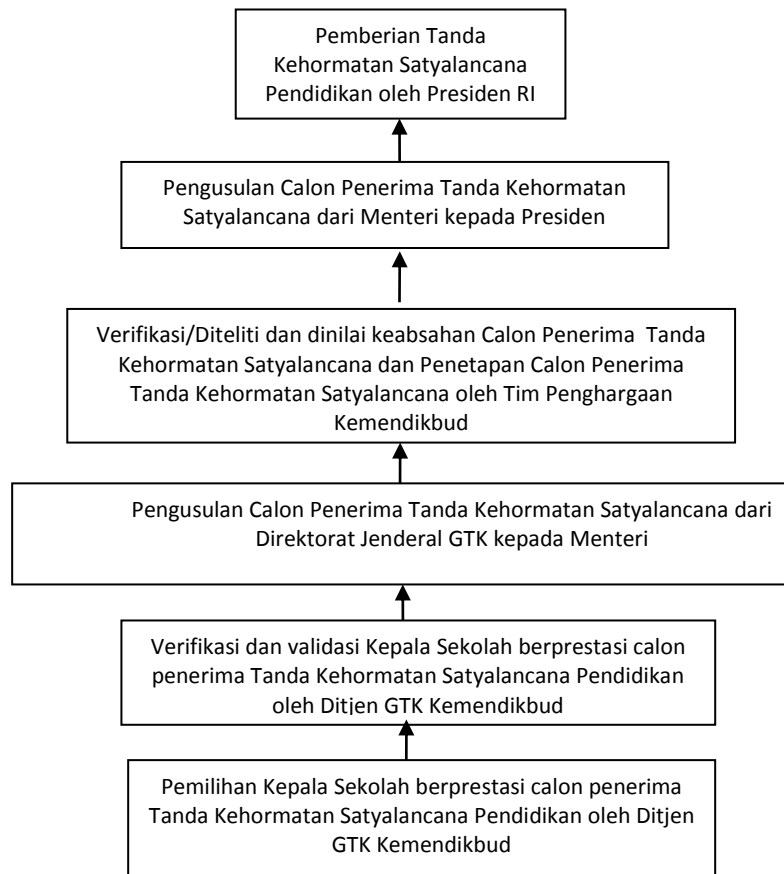 Pemberian Tanda
Kehormatan Satyalancana
Pendidikan oleh Presiden RI
Pengusulan Calon Penerima Tanda Kehormatan
Satyalancana dari Menteri kepada Presiden
Verifikasi/Diteliti dan dinilai keabsahan Calon Penerima Tanda
Kehormatan Satyalancana dan Penetapan Calon Penerima
Tanda Kehormatan Satyalancana oleh Tim Penghargaan
Kemendikbud
Pengusulan Calon Penerima Tanda Kehormatan Satyalancana dari
Direktorat Jenderal GTK kepada Menteri
Verifikasi dan validasi Kepala Sekolah berprestasi calon
penerima Tanda Kehormatan Satyalancana Pendidikan
oleh Ditjen GTK Kemendikbud
Pemilihan Kepala Sekolah berprestasi calon penerima
Tanda Kehormatan Satyalancana Pendidikan oleh Ditjen
GTK Kemendikbud